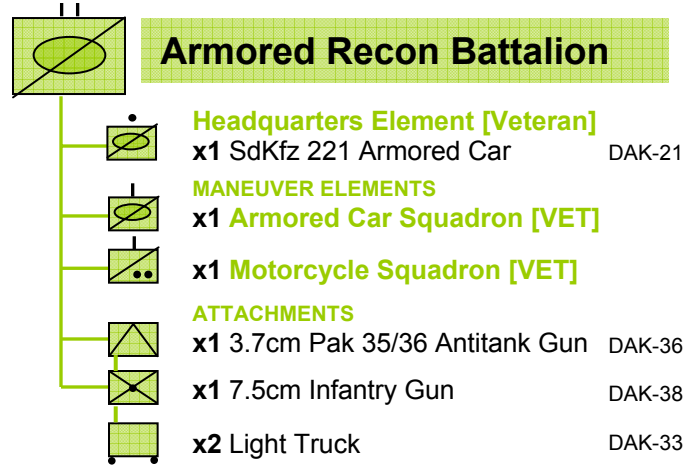 Armored Recon Battalion
Headquarters Element [Veteran]
x1 SdKfz 221 Armored Car DAK-21
MANEUVER ELEMENTS
x1 Armored Car Squadron [VET]
x1 Motorcycle Squadron [VET]
ATTACHMENTS
x1 3.7cm Pak 35/36 Antitank Gun DAK-36
x1 7.5cm Infantry Gun DAK-38
x2 Light Truck DAK-33